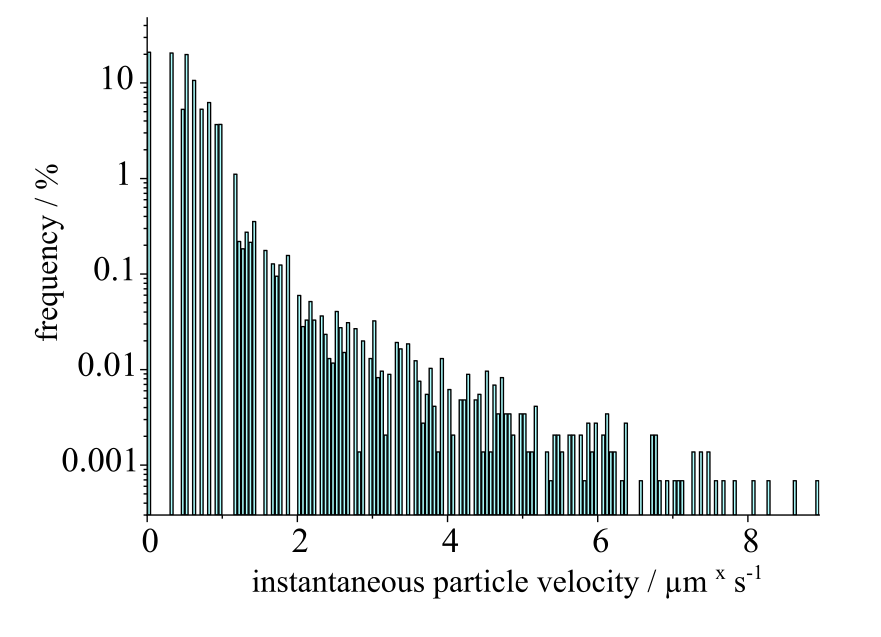 10
1
0.1
0.01
0.001
frequency / %
0 2 4 6 8
instantaneous particle velocity / µm ˣ s⁻¹